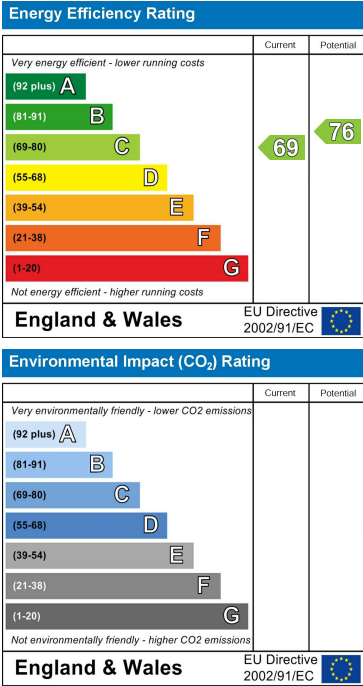 Energy Efficiency Rating
Current Potential
Very energy efficient - lower running costs
(92 plus) A
(81-91) B
(69-80) C
(55-68) D
(39-54) E
(21-38) F
(1-20) G
69
76
Not energy efficient - higher running costs
England & Wales
EU Directive
2002/91/EC
Environmental Impact (CO₂) Rating
Current Potential
Very environmentally friendly - lower CO2 emissions
(92 plus) A
(81-91) B
(69-80) C
(55-68) D
(39-54) E
(21-38) F
(1-20) G
Not environmentally friendly - higher CO2 emissions
England & Wales
EU Directive
2002/91/EC